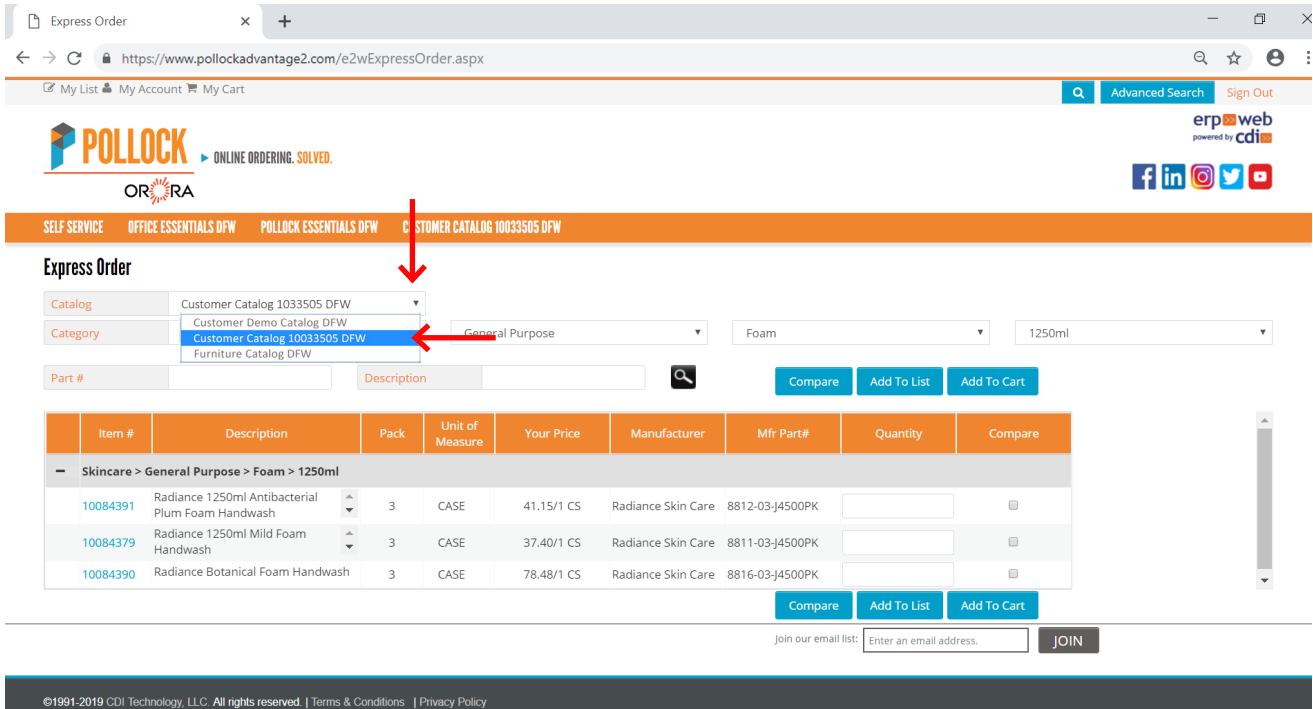 Express Order
https://www.pollockadvantage2.com/e2wExpressOrder.aspx
My List My Account My Cart
Advanced Search Sign Out
erp web
powered by cdi
POLLOCK ONLINE ORDERING. SOLVED.
ORORA
SELF SERVICE OFFICE ESSENTIALS DFW POLLOCK ESSENTIALS DFW CUSTOMER CATALOG 10033505 DFW
Express Order
Catalog Customer Catalog 1033505 DFW
Customer Demo Catalog DFW
Category Customer Catalog 10033505 DFW General Purpose Foam 1250ml
Furniture Catalog DFW
Part # Description Compare Add To List Add To Cart
Item # Description Pack Unit of Measure Your Price Manufacturer Mfr Part# Quantity Compare
Skincare > General Purpose > Foam > 1250ml
10084391 Radiance 1250ml Antibacterial Plum Foam Handwash 3 CASE 41.15/1 CS Radiance Skin Care 8812-03-J4500PK
10084379 Radiance 1250ml Mild Foam Handwash 3 CASE 37.40/1 CS Radiance Skin Care 8811-03-J4500PK
10084390 Radiance Botanical Foam Handwash 3 CASE 78.48/1 CS Radiance Skin Care 8816-03-J4500PK
Compare Add To List Add To Cart
Join our email list: Enter an email address. JOIN
©1991-2019 CDI Technology, LLC. All rights reserved. | Terms & Conditions | Privacy Policy